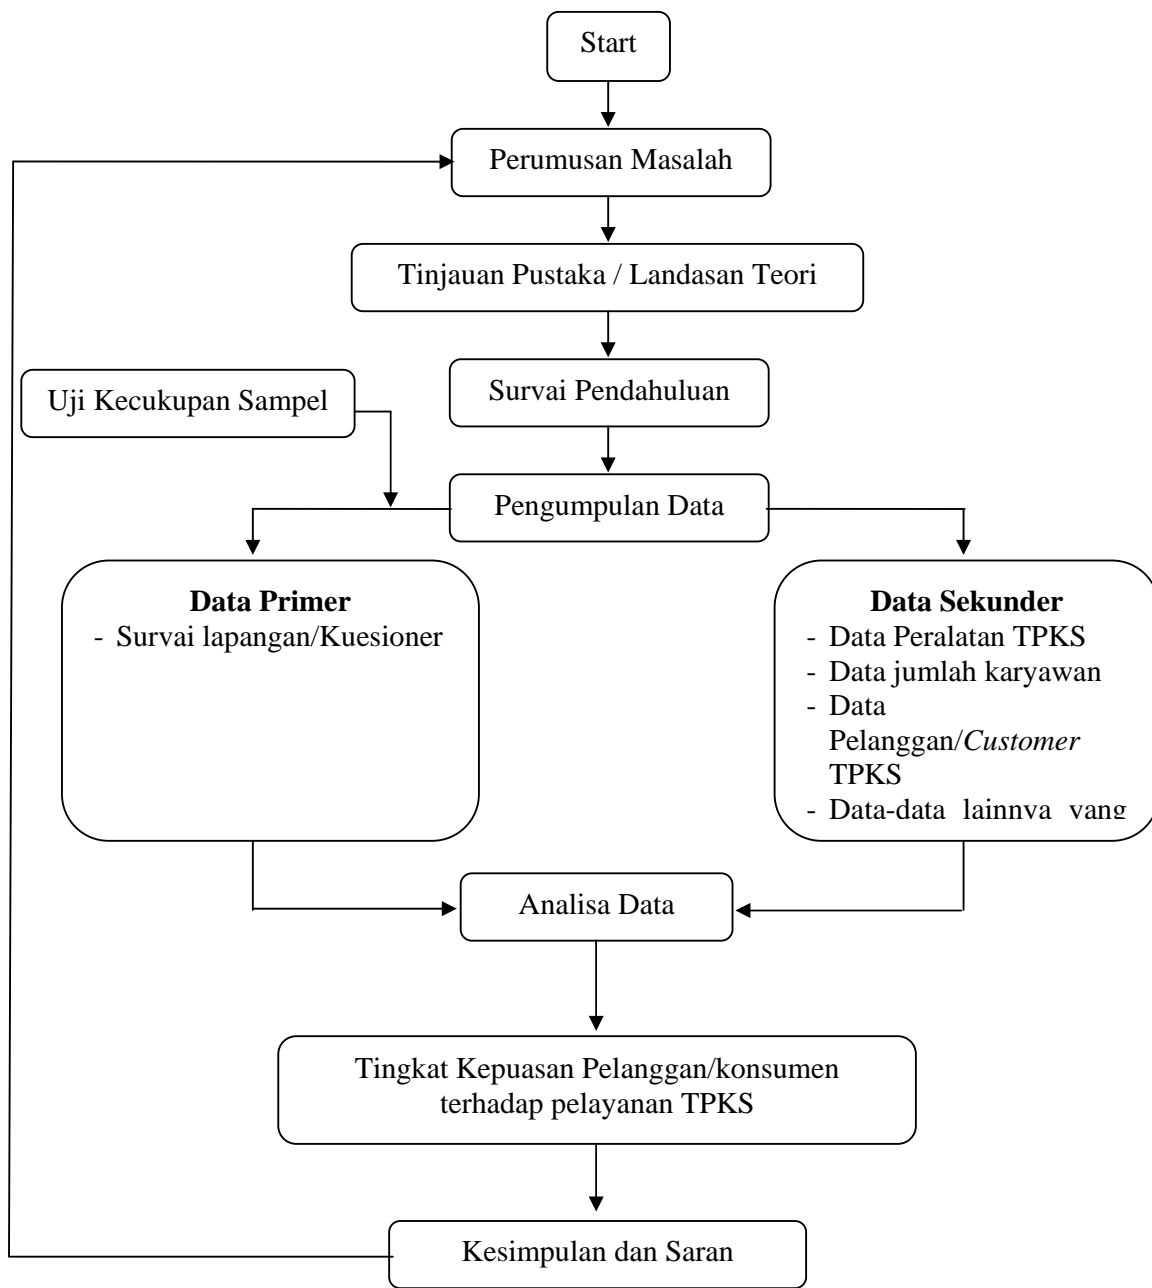 Start
Perumusan Masalah
Tinjauan Pustaka / Landasan Teori
Survai Pendahuluan
Uji Kecukupan Sampel
Pengumpulan Data
Data Primer
- Survai lapangan/Kuesioner
Data Sekunder
- Data Peralatan TPKS
- Data jumlah karyawan
- Data
Pelanggan/Customer
TPKS
- Data-data lainnya yang
Analisa Data
Tingkat Kepuasan Pelanggan/konsumen
terhadap pelayanan TPKS
Kesimpulan dan Saran